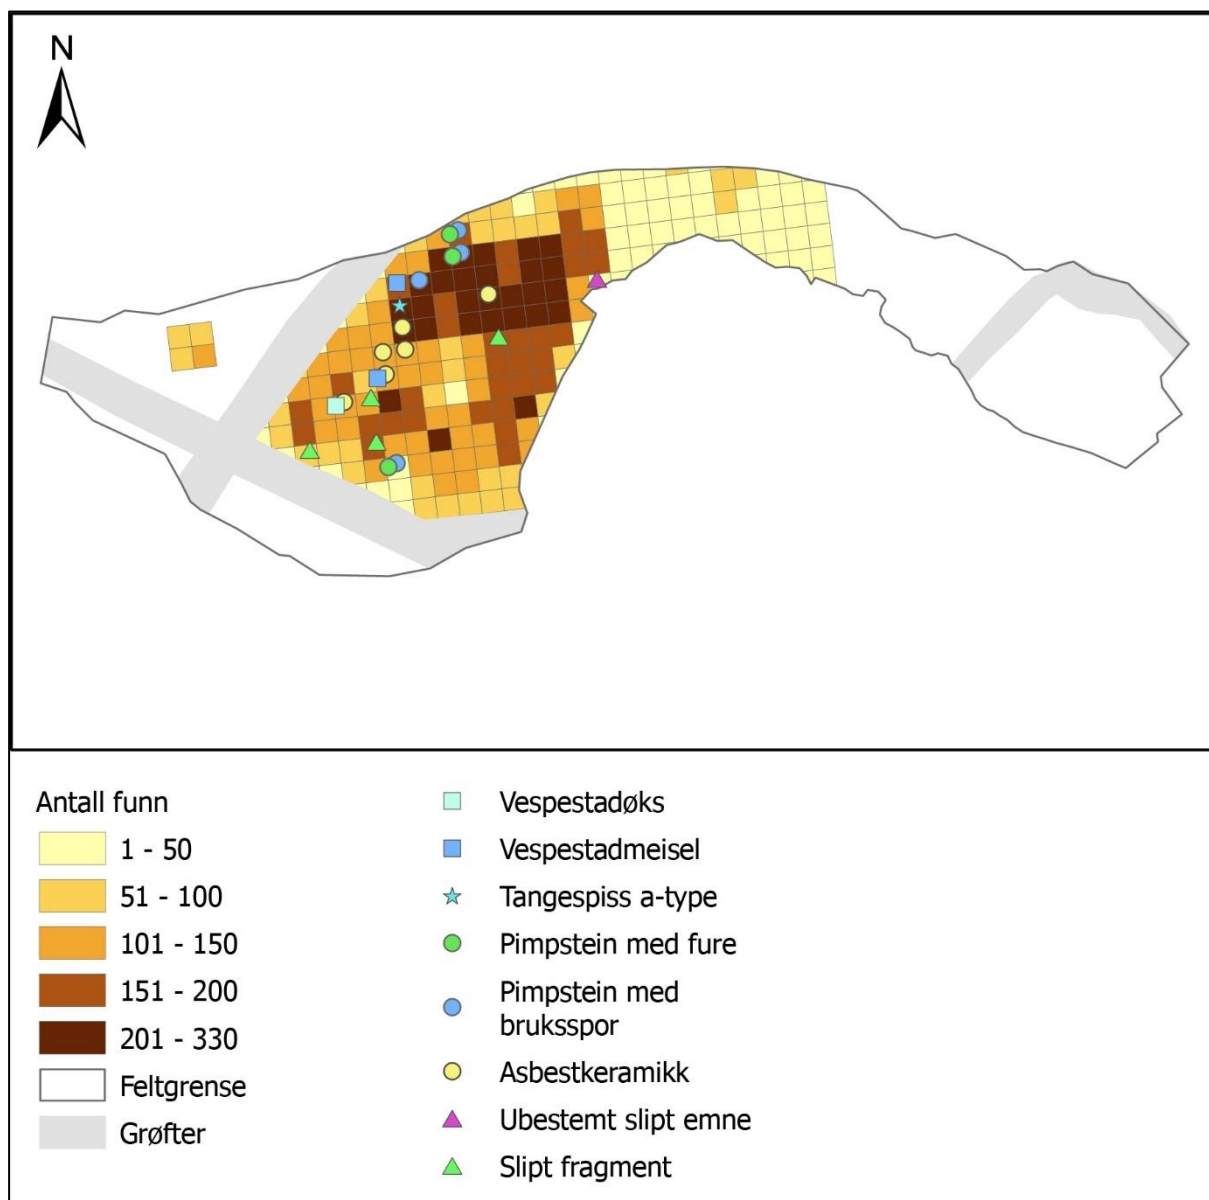 N
Antall funn
1 - 50
51 - 100
101 - 150
151 - 200
201 - 330
Feltgrense
Grøfter
Vespestadøks
Vespestadmeisel
Tangespiss a-type
Pimpstein med fure
Pimpstein med
bruksspor
Asbestkeramikk
Ubestemt slipt emne
Slipt fragment